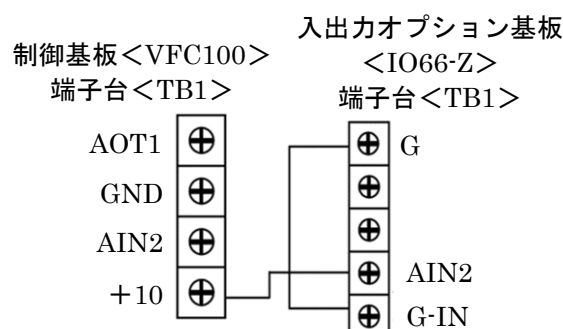 制御基板<VFC100>
端子台<TB1>
入出力オプション基板
<IO66-Z>
端子台<TB1>
AOT1
GND
AIN2
+10
G
AIN2
G-IN